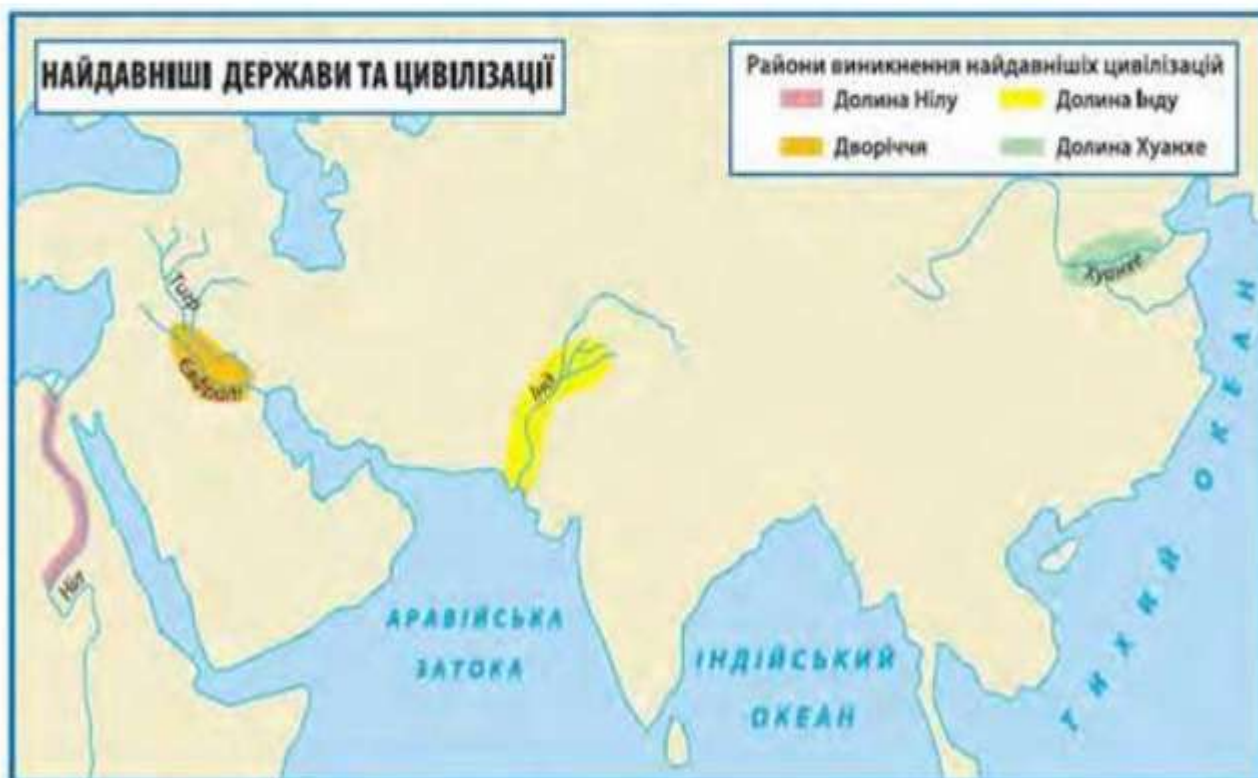 НАЙДАВНІШІ ДЕРЖАВИ ТА ЦИВІЛІЗАЦІЇ
Райони виникнення найдавнішіх цивілізацій
Долина Нілу
Долина Інду
Дворіччя
Долина Хуанхе
Тигр
Євфрат
Інд
Хуанхе
Ніл
АРАВІЙСЬКА
ЗАТОКА
ІНДІЙСЬКИЙ
ОКЕАН
ТИХИЙ ОКЕАН